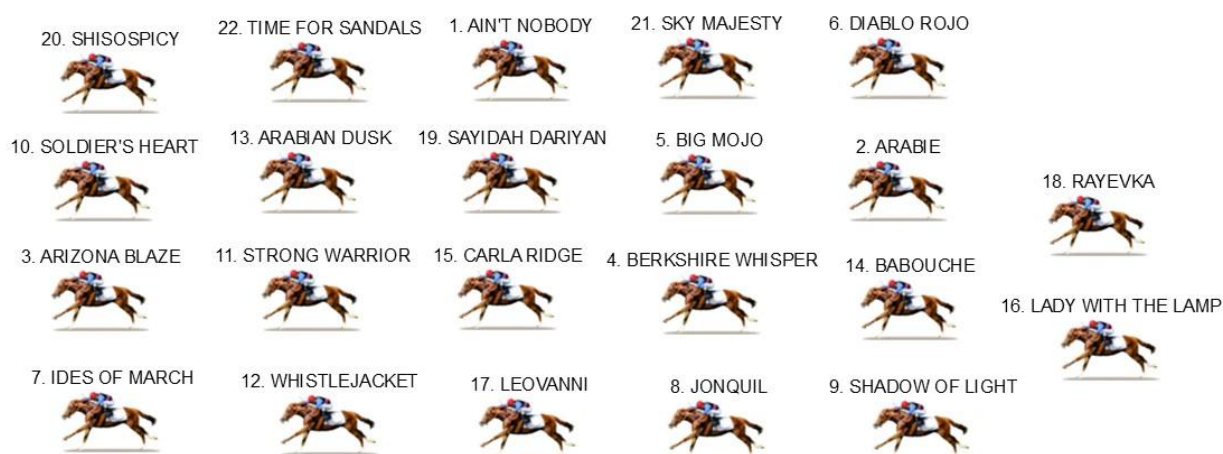 20. SHISOSPICY
22. TIME FOR SANDALS
1. AIN'T NOBODY
21. SKY MAJESTY
6. DIABLO ROJO
10. SOLDIER'S HEART
13. ARABIAN DUSK
19. SAYIDAH DARIYAN
5. BIG MOJO
2. ARABIE
18. RAYEVKA
3. ARIZONA BLAZE
11. STRONG WARRIOR
15. CARLA RIDGE
4. BERKSHIRE WHISPER
14. BABOUCHE
16. LADY WITH THE LAMP
7. IDES OF MARCH
12. WHISTLEJACKET
17. LEOVANNI
8. JONQUIL
9. SHADOW OF LIGHT